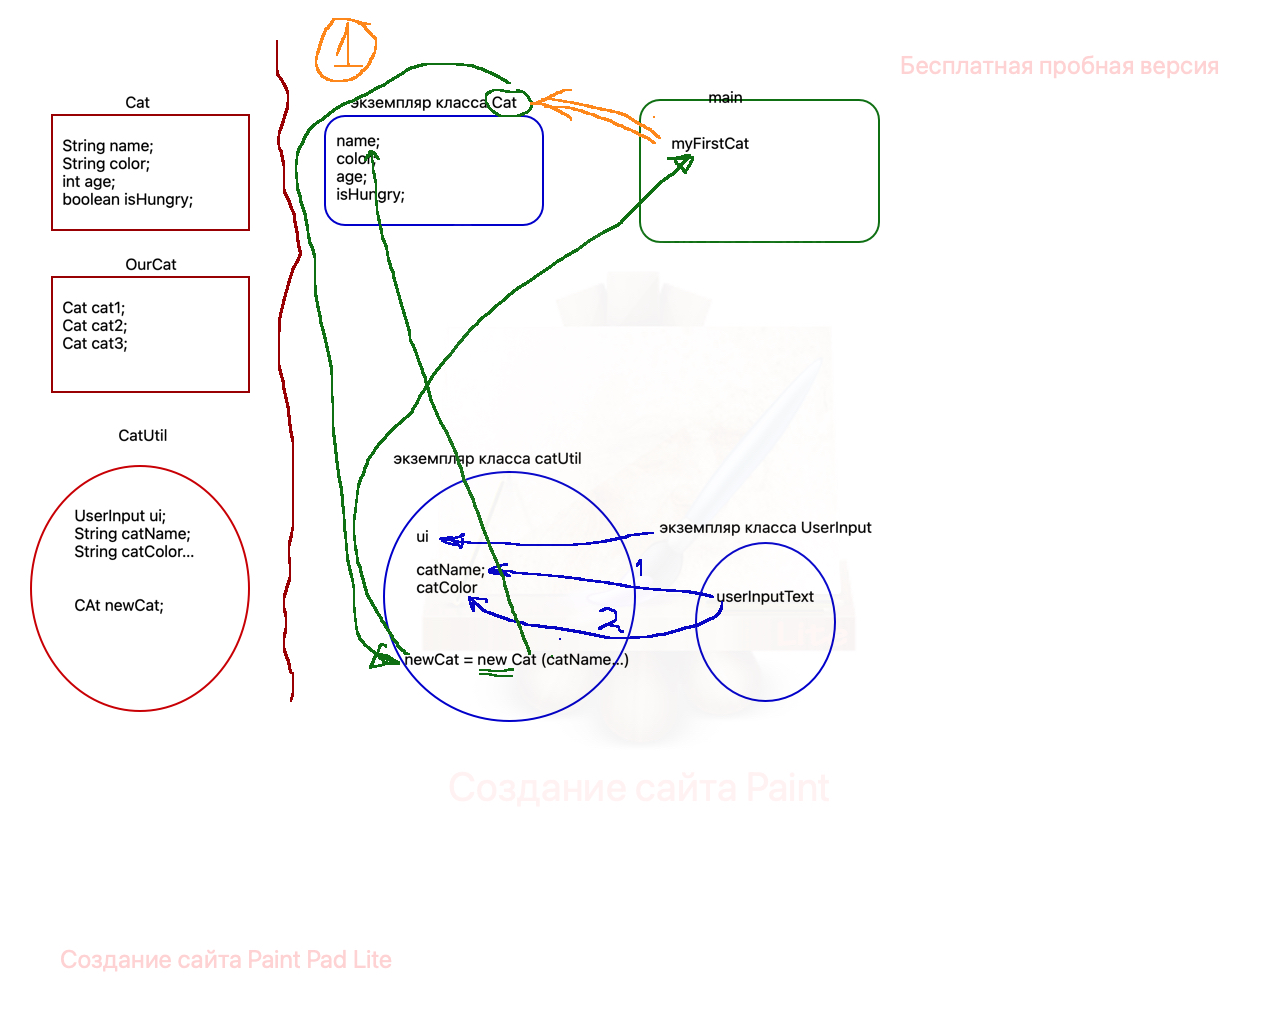 1
Бесплатная пробная версия
Cat
String name;
String color;
int age;
boolean isHungry;
экземпляр класса Cat
name;
color
age;
isHungry;
main
myFirstCat
OurCat
Cat cat1;
Cat cat2;
Cat cat3;
CatUtil
UserInput ui;
String catName;
String catColor...
CAt newCat;
экземпляр класса catUtil
ui
catName;
catColor
newCat = new Cat (catName...)
экземпляр класса UserInput
1
userInputText
2
Lite
Создание сайта Paint
Создание сайта Paint Pad Lite